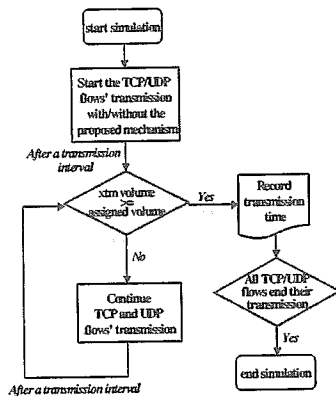 start simulation
Start the TCP/UDP
flows' transmission
with/without the
proposed mechanism
After a transmission
interval
xtm volume
>=
assigned volume
Yes
Record
transmission
time
No
All TCP/UDP
flows end their
transmission
Continue
TCP and UDP
flows' transmission
Yes
end simulation
After a transmission interval